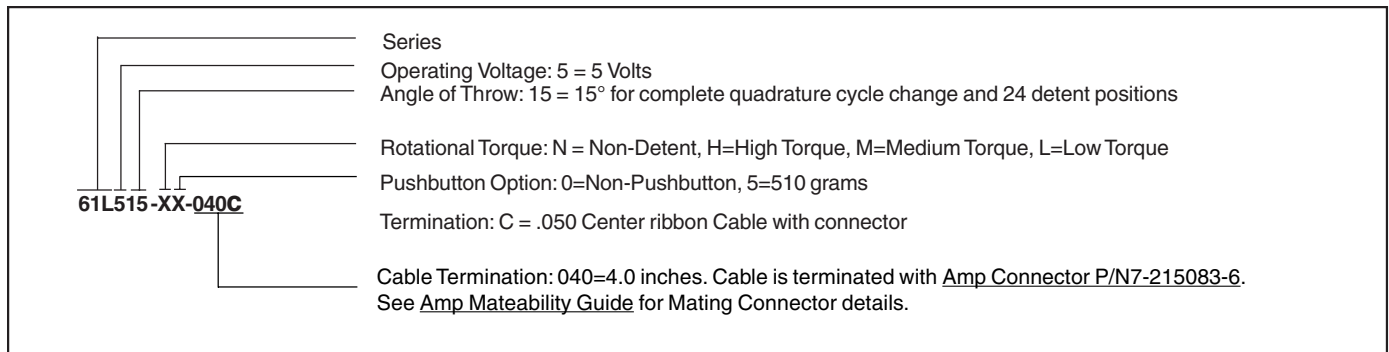 Series
Operating Voltage: 5 = 5 Volts
Angle of Throw: 15 = 15° for complete quadrature cycle change and 24 detent positions
Rotational Torque: N = Non-Detent, H=High Torque, M=Medium Torque, L=Low Torque
Pushbutton Option: 0=Non-Pushbutton, 5=510 grams
61L515-XX-040C
Termination: C = .050 Center ribbon Cable with connector
Cable Termination: 040=4.0 inches. Cable is terminated with Amp Connector P/N7-215083-6.
See Amp Mateability Guide for Mating Connector details.